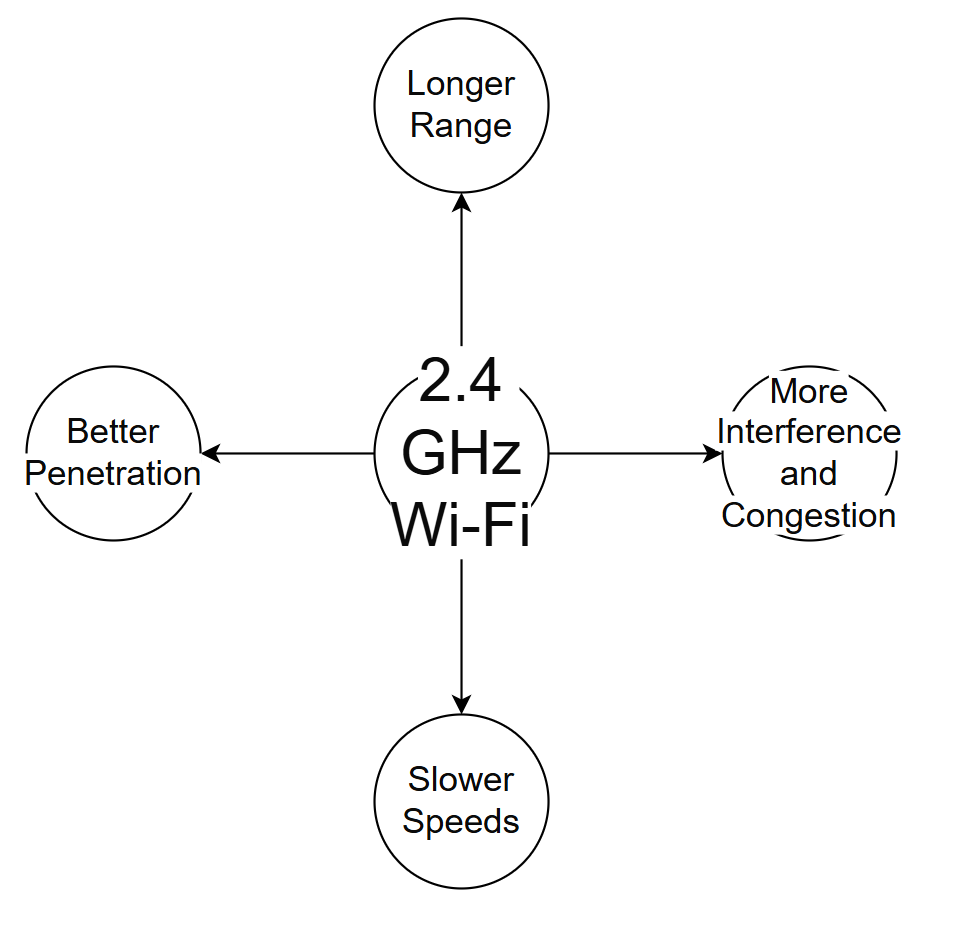 Longer
Range
2.4
GHz
Wi-Fi
Better
Penetration
More
Interference
and
Congestion
Slower
Speeds